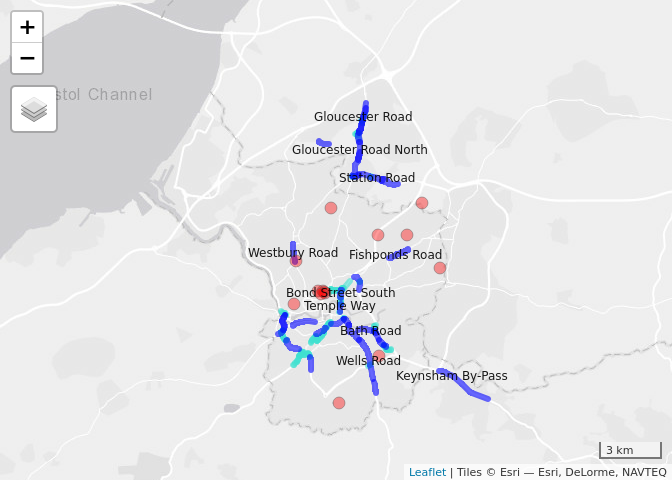 +
−
stol Channel
Gloucester Road
Gloucester Road North
Station Road
Westbury Road
Fishponds Road
Bond Street South
Temple Way
Bath Road
Wells Road
Keynsham By-Pass
3 km
Leaflet | Tiles © Esri — Esri, DeLorme, NAVTEQ